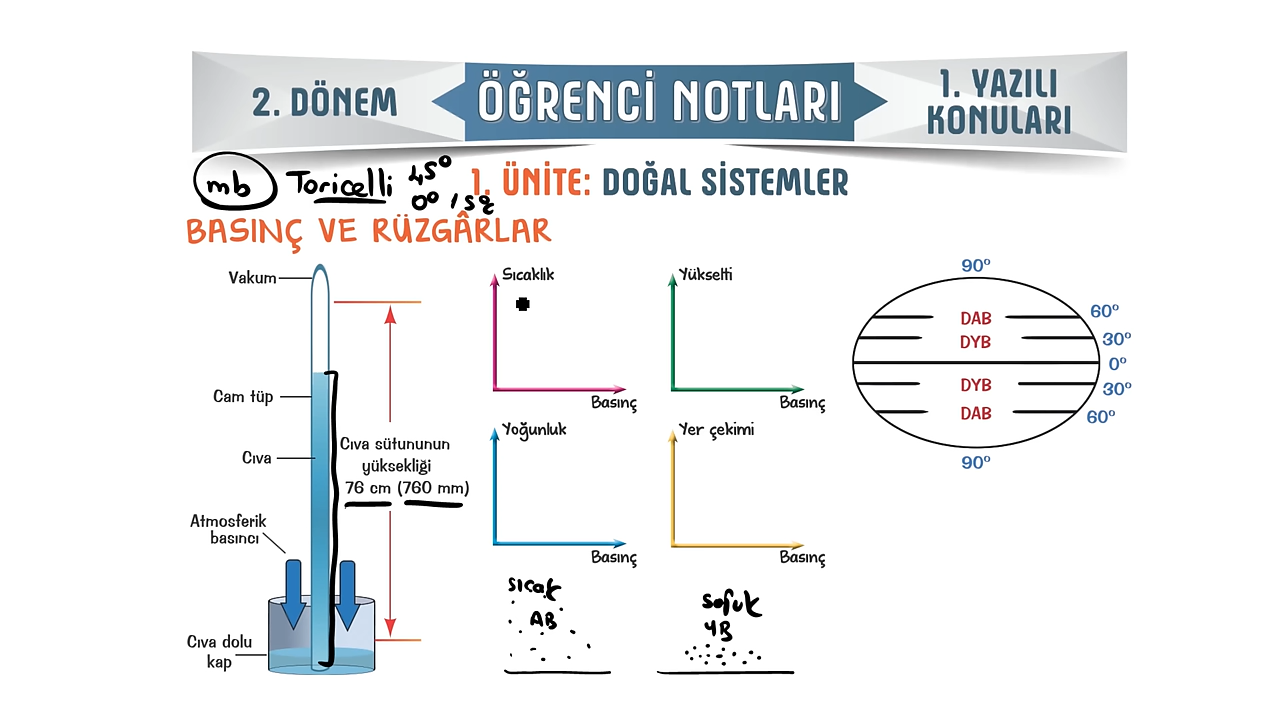 2. DÖNEM
ÖĞRENCİ NOTLARI
1. YAZILI
KONULARI
mb
Toricelli
45°
0°
1. ÜNİTE: DOĞAL SİSTEMLER
BASINÇ VE RÜZGÂRLAR
Vakum
Cam tüp
Cıva
Cıva sütununun
yüksekliği
76 cm (760 mm)
Atmosferik
basıncı
Cıva dolu
kap
Sıcaklık
Basınç
Yükselti
Basınç
Yoğunluk
Basınç
Yer çekimi
Basınç
90°
60°
DAB
30°
DYB
0°
DYB
30°
DAB
60°
90°
sıcak
AB
soğuk
YB